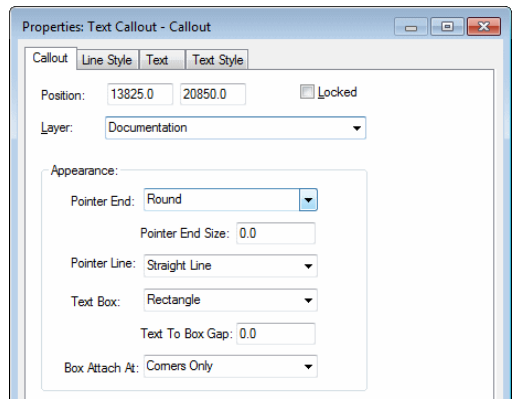 Properties: Text Callout - Callout
Callout Line Style Text Text Style
Position: 13825.0 20850.0 Locked
Layer: Documentation
Appearance:
Pointer End: Round
Pointer End Size: 0.0
Pointer Line: Straight Line
Text Box: Rectangle
Text To Box Gap: 0.0
Box Attach At: Corners Only